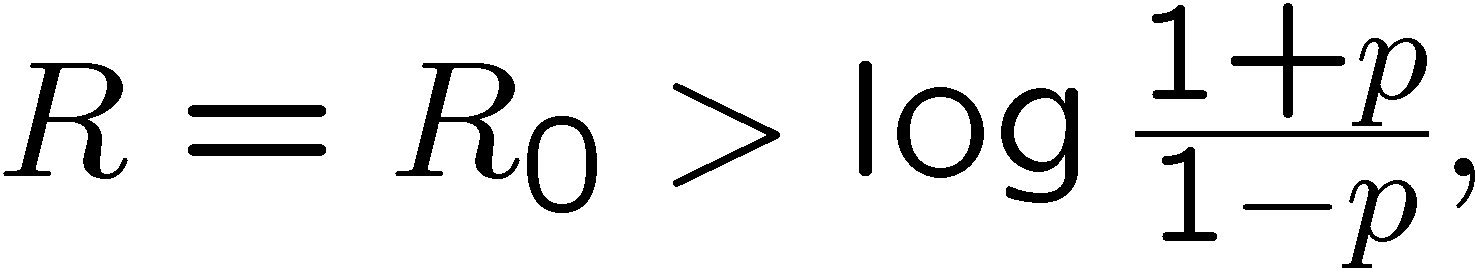 $R = R_0 > \log \frac{1+p}{1-p},$